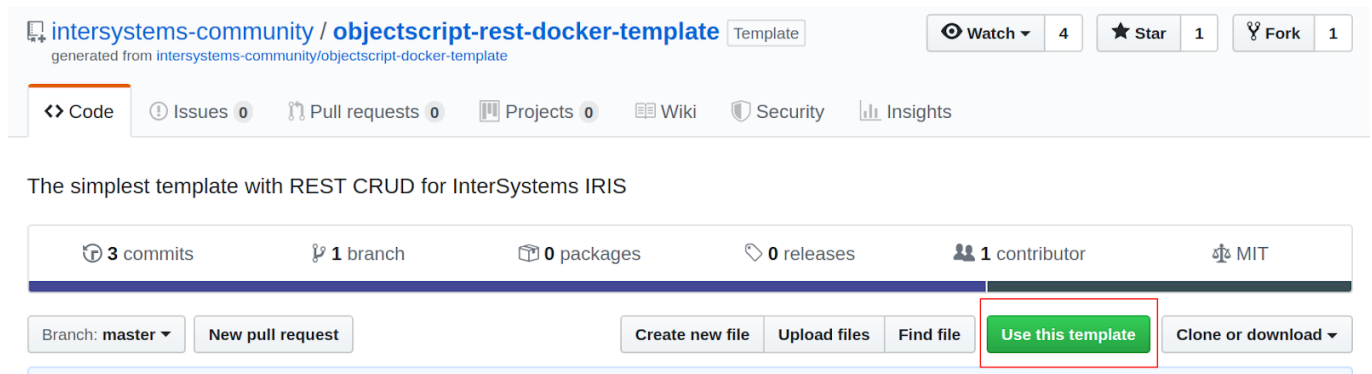 intersystems-community / objectscript-rest-docker-template Template Watch 4 Star 1 Fork 1
generated from intersystems-community/objectscript-docker-template
Code Issues 0 Pull requests 0 Projects 0 Wiki Security Insights
The simplest template with REST CRUD for InterSystems IRIS
3 commits 1 branch 0 packages 0 releases 1 contributor MIT
Branch: master New pull request Create new file Upload files Find file Use this template Clone or download